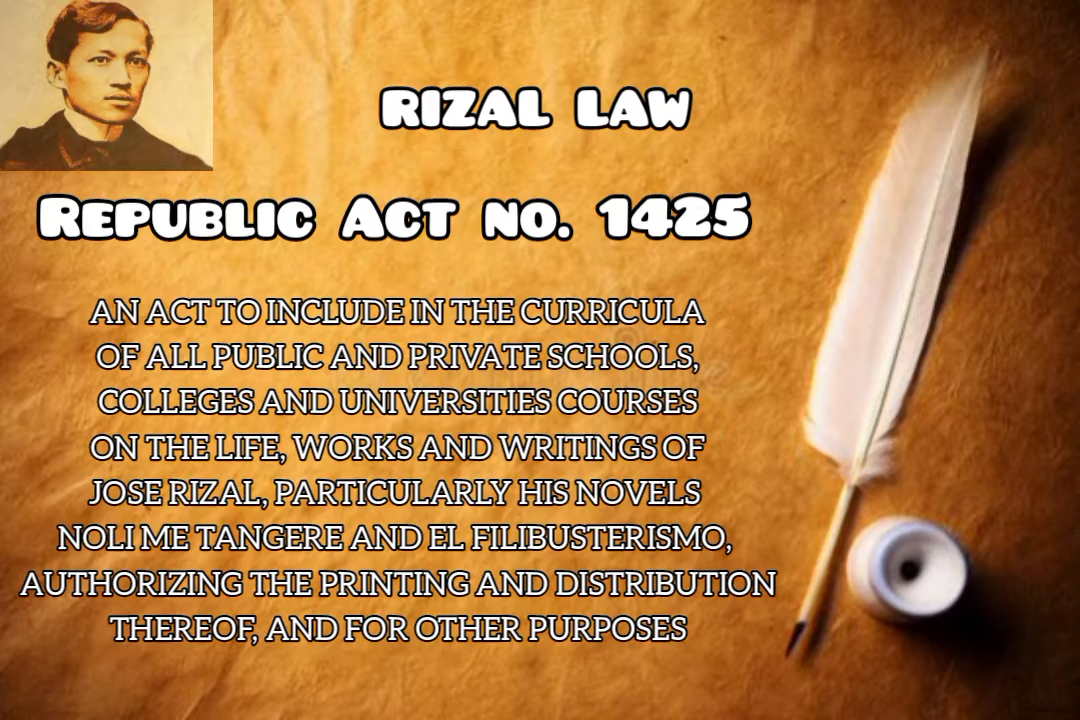 RIZAL LAW
REPUBLIC ACT NO. 1425
AN ACT TO INCLUDE IN THE CURRICULA
OF ALL PUBLIC AND PRIVATE SCHOOLS,
COLLEGES AND UNIVERSITIES COURSES
ON THE LIFE, WORKS AND WRITINGS OF
JOSE RIZAL, PARTICULARLY HIS NOVELS
NOLI ME TANGERE AND EL FILIBUSTERISMO,
AUTHORIZING THE PRINTING AND DISTRIBUTION
THEREOF, AND FOR OTHER PURPOSES